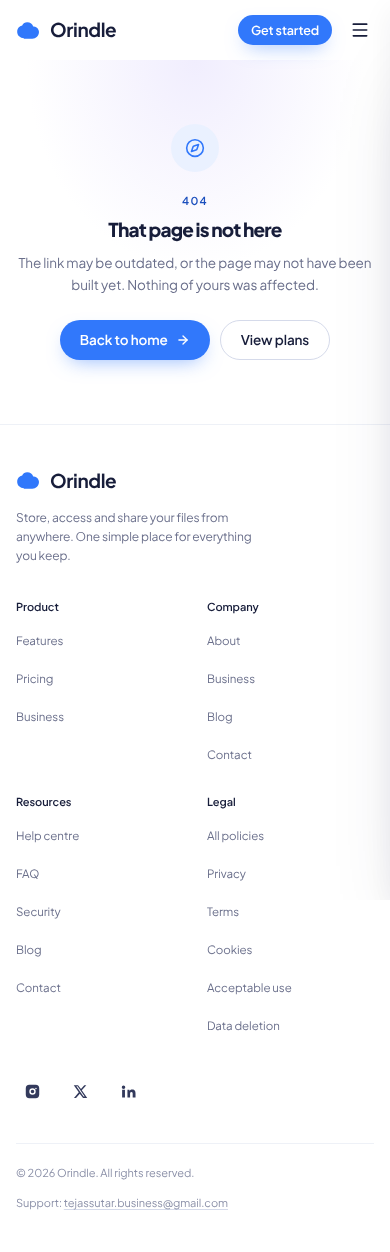 Orindle
Get started
404
That page is not here
The link may be outdated, or the page may not have been
built yet. Nothing of yours was affected.
Back to home
View plans
Orindle
Store, access and share your files from
anywhere. One simple place for everything
you keep.
Product
Features
Pricing
Business
Company
About
Business
Blog
Contact
Resources
Help centre
FAQ
Security
Blog
Contact
Legal
All policies
Privacy
Terms
Cookies
Acceptable use
Data deletion
© 2026 Orindle. All rights reserved.
Support: tejassutar.business@gmail.com